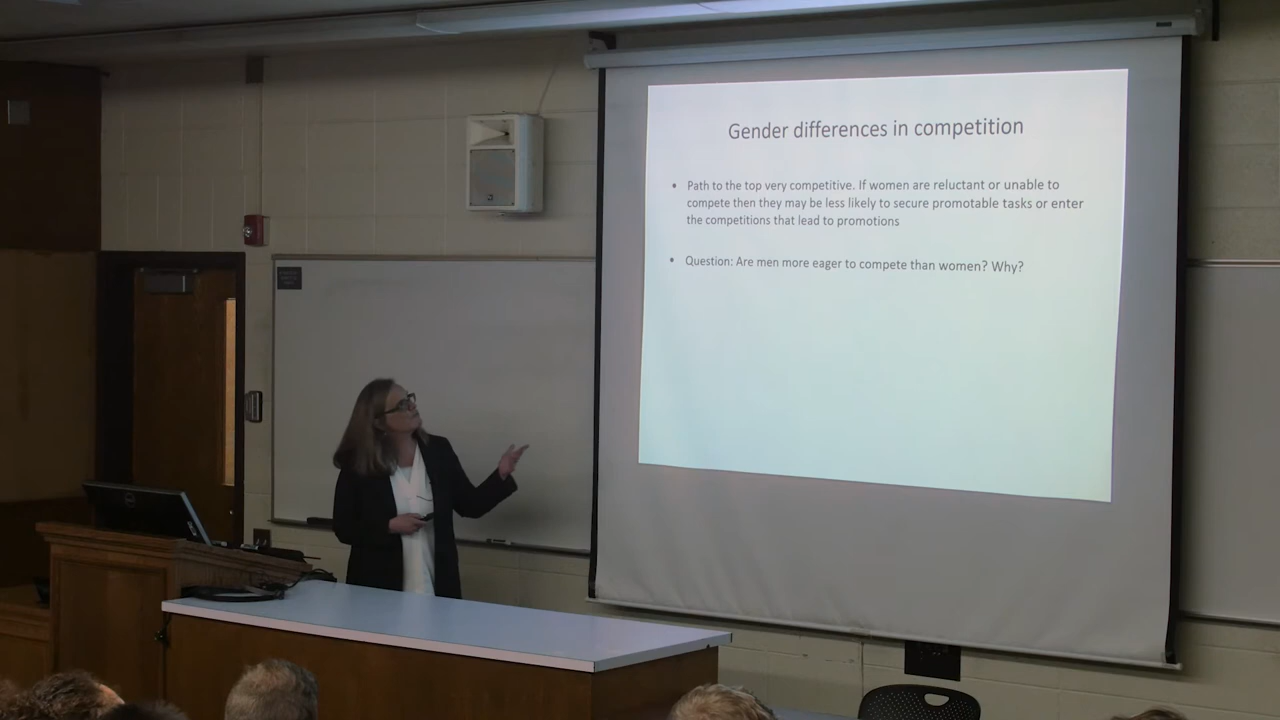 Gender differences in competition
• Path to the top very competitive. If women are reluctant or unable to
compete then they may be less likely to secure promotable tasks or enter
the competitions that lead to promotions
• Question: Are men more eager to compete than women? Why?